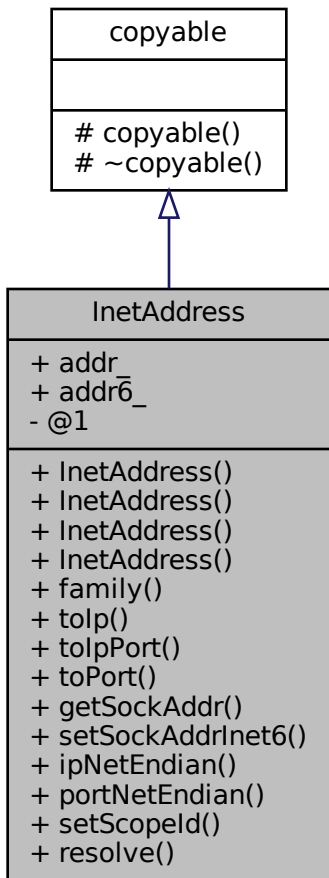 copyable
# copyable()
# ~copyable()
InetAddress
+ addr_
+ addr6_
- @1
+ InetAddress()
+ InetAddress()
+ InetAddress()
+ InetAddress()
+ family()
+ toIp()
+ toIpPort()
+ toPort()
+ getSockAddr()
+ setSockAddrInet6()
+ ipNetEndian()
+ portNetEndian()
+ setScopeId()
+ resolve()